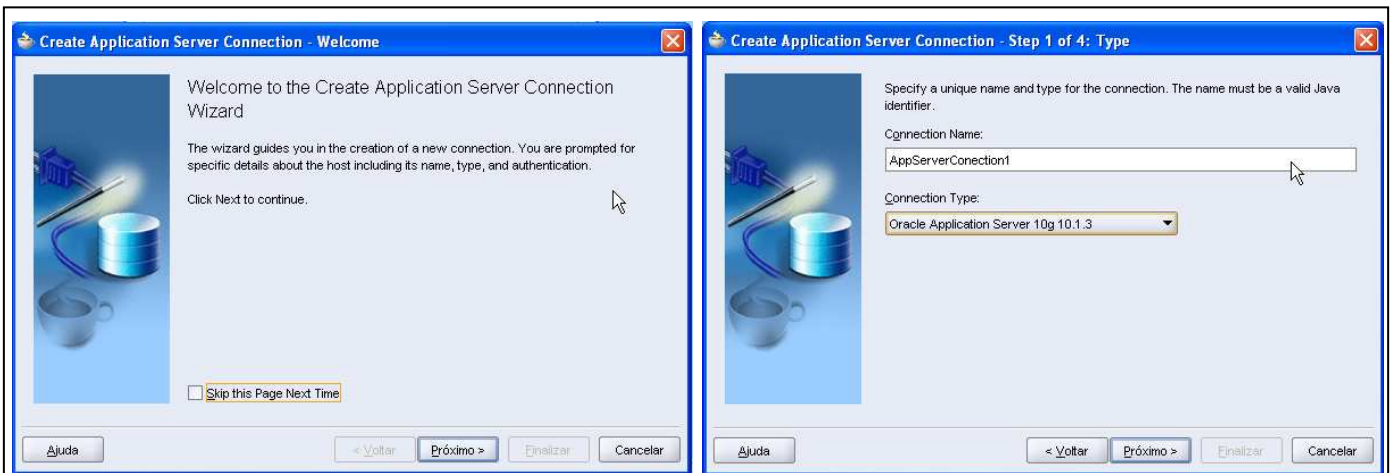 Create Application Server Connection - Welcome
Welcome to the Create Application Server Connection
Wizard
The wizard guides you in the creation of a new connection. You are prompted for
specific details about the host including its name, type, and authentication.
Click Next to continue.
Skip this Page Next Time
Ajuda
< Voltar
Próximo >
Finalizar
Cancelar
Create Application Server Connection - Step 1 of 4: Type
Specify a unique name and type for the connection. The name must be a valid Java
identifier.
Connection Name:
AppServerConection1
Connection Type:
Oracle Application Server 10g 10.1.3
Ajuda
< Voltar
Próximo >
Finalizar
Cancelar